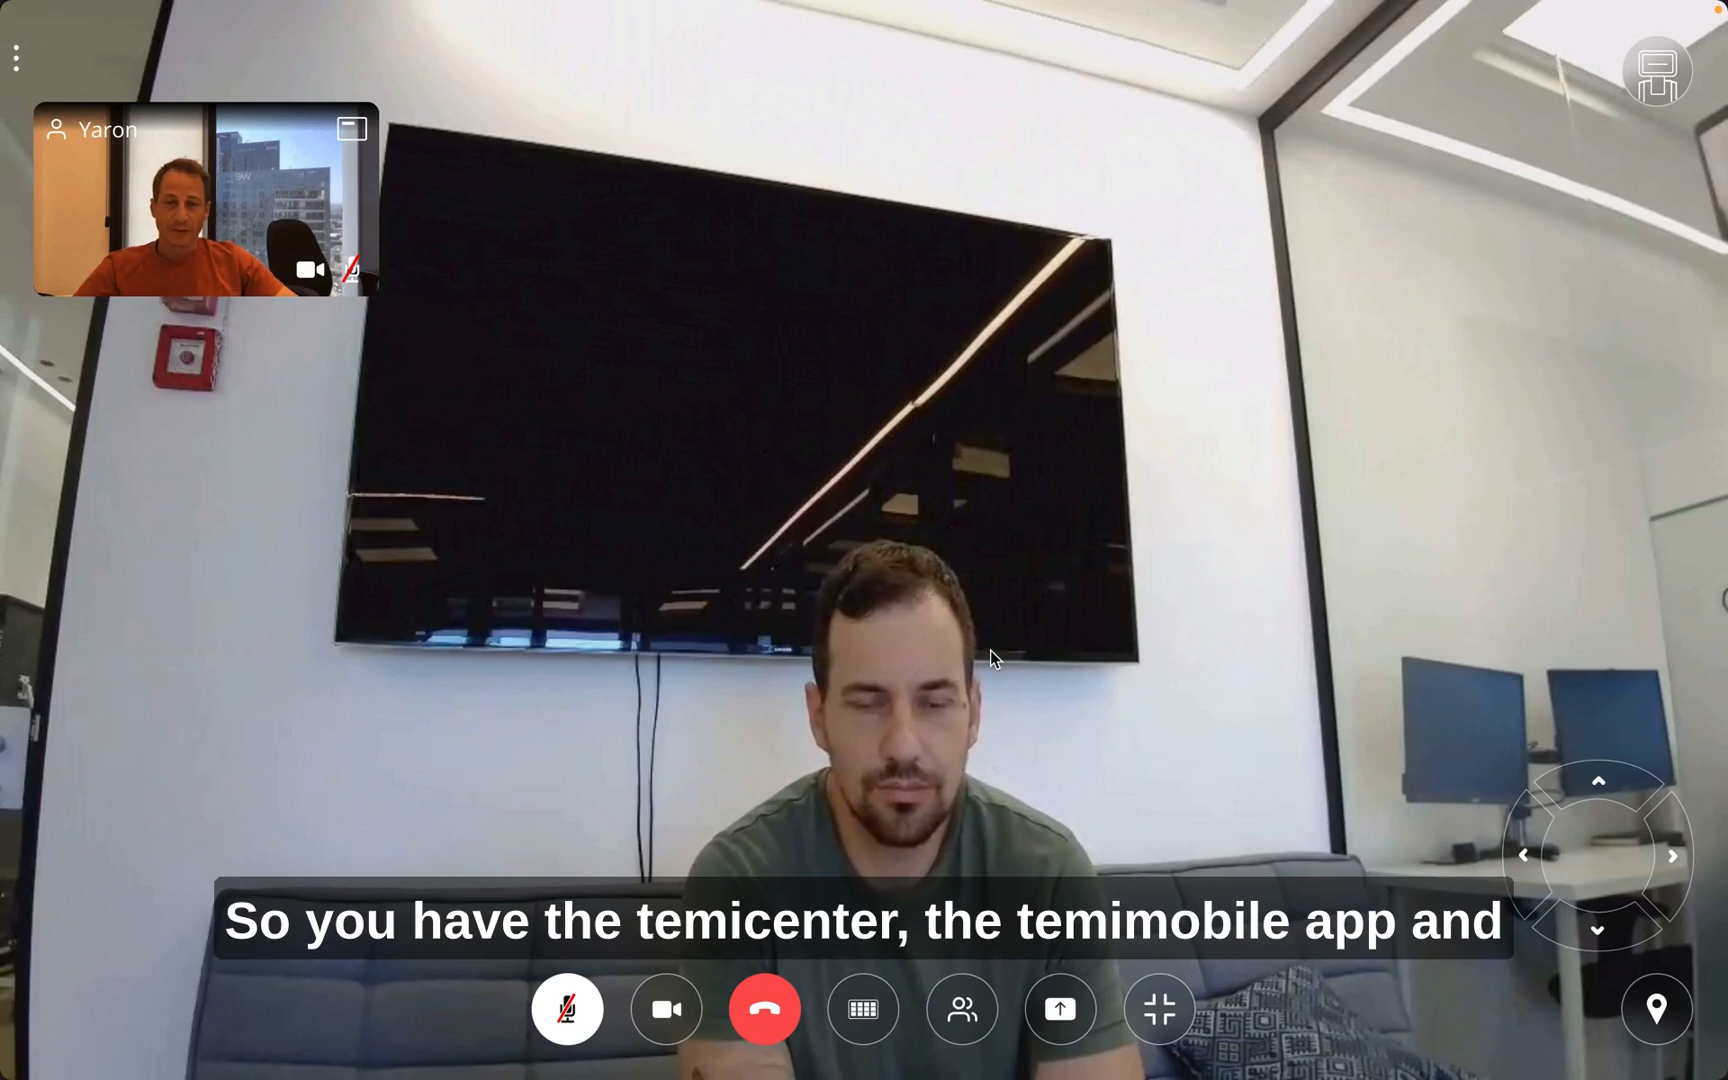 Yaron
So you have the temicenter, the temimobile app and